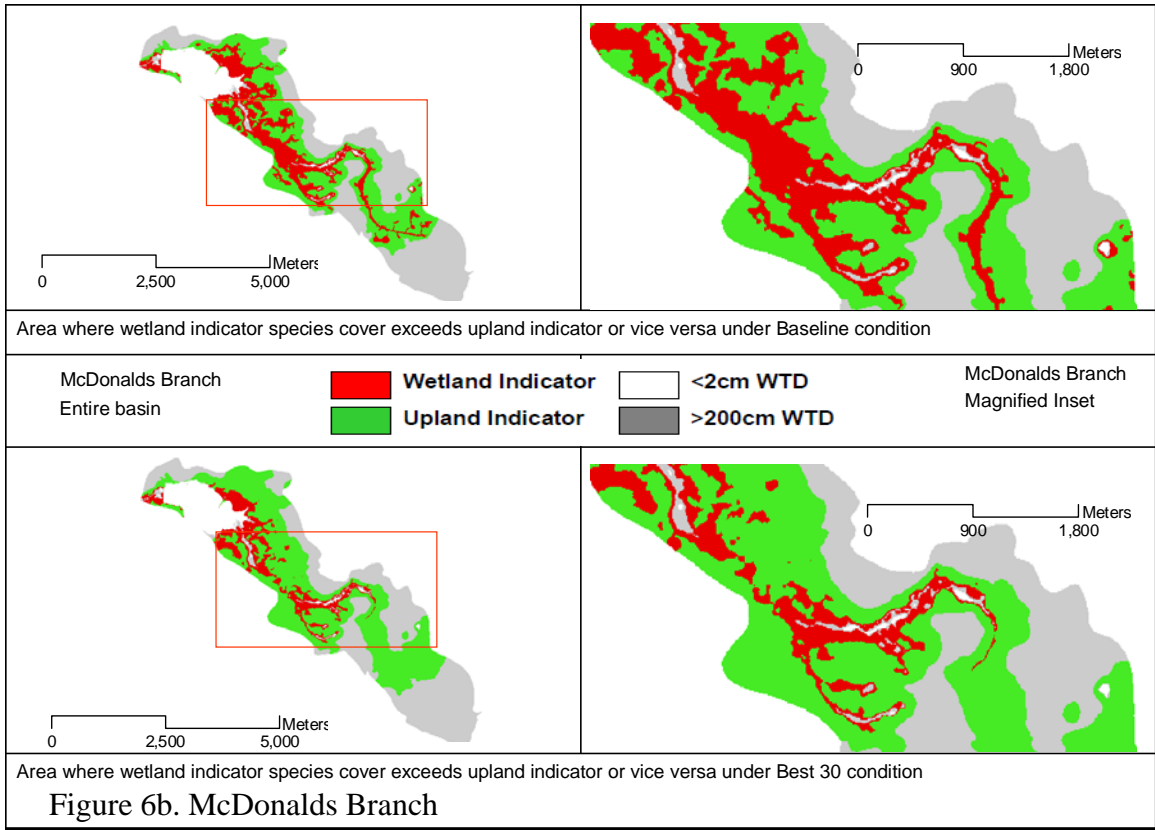 Meters
0 900 1,800
Meters
0 2,500 5,000
Area where wetland indicator species cover exceeds upland indicator or vice versa under Baseline condition
McDonalds Branch
Entire basin
Wetland Indicator
Upland Indicator
<2cm WTD
>200cm WTD
McDonalds Branch
Magnified Inset
Meters
0 900 1,800
Meters
0 2,500 5,000
Area where wetland indicator species cover exceeds upland indicator or vice versa under Best 30 condition
Figure 6b. McDonalds Branch